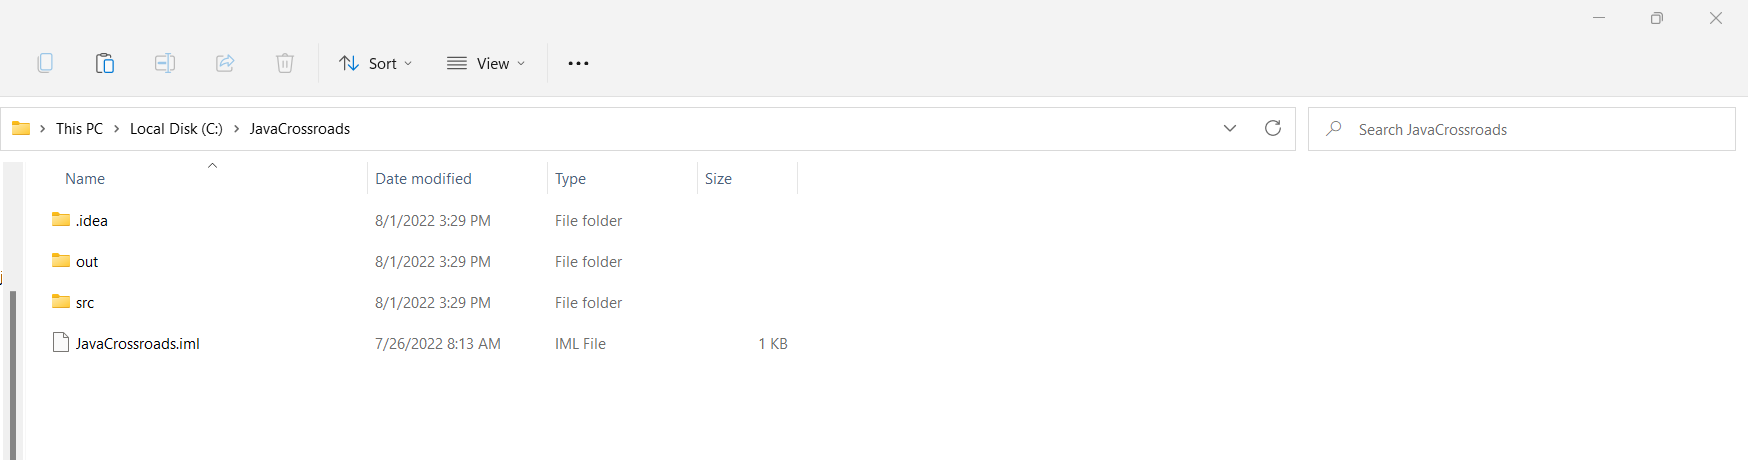 Sort View
This PC Local Disk (C:) JavaCrossroads Search JavaCrossroads
Name Date modified Type Size
.idea 8/1/2022 3:29 PM File folder
out 8/1/2022 3:29 PM File folder
src 8/1/2022 3:29 PM File folder
JavaCrossroads.iml 7/26/2022 8:13 AM IML File 1 KB